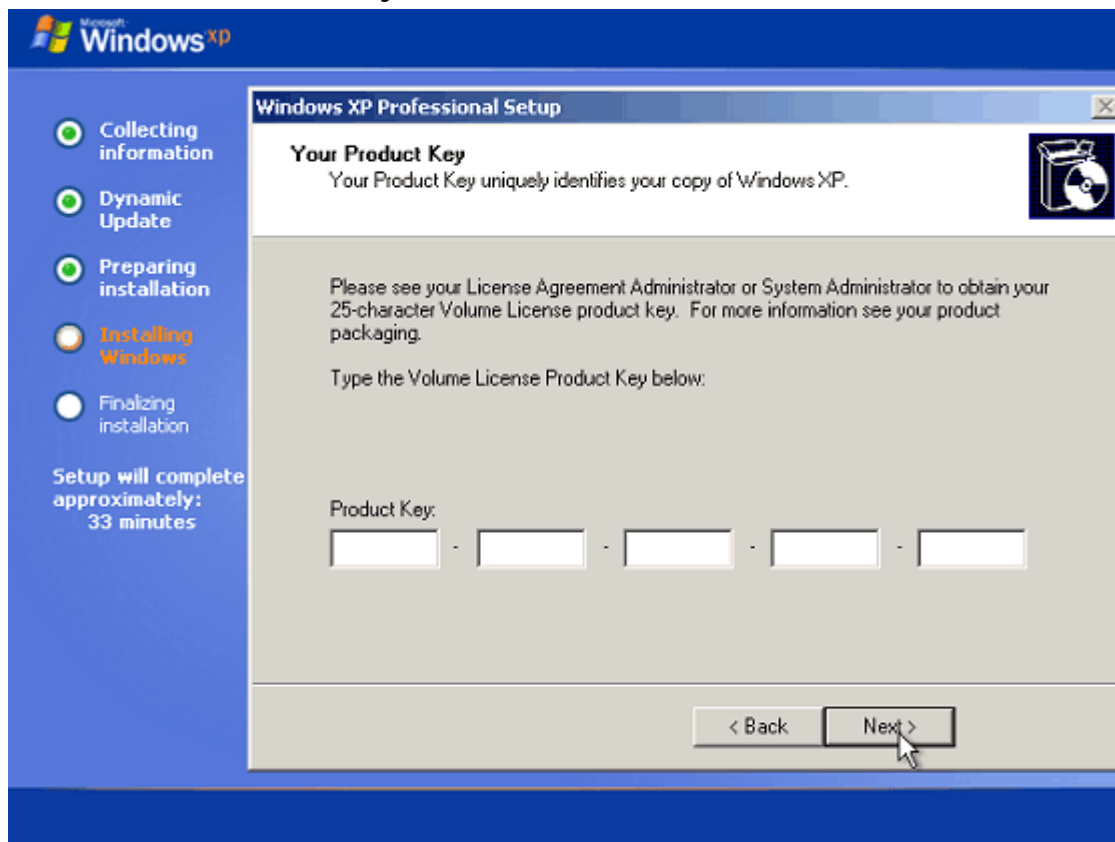 Microsoft
Windows xp
Windows XP Professional Setup
Collecting
information
Dynamic
Update
Preparing
installation
Installing
Windows
Finalizing
installation
Setup will complete
approximately:
33 minutes
Your Product Key
Your Product Key uniquely identifies your copy of Windows XP.
Please see your License Agreement Administrator or System Administrator to obtain your
25-character Volume License product key. For more information see your product
packaging.
Type the Volume License Product Key below:
Product Key:
- - - -
< Back
Next >